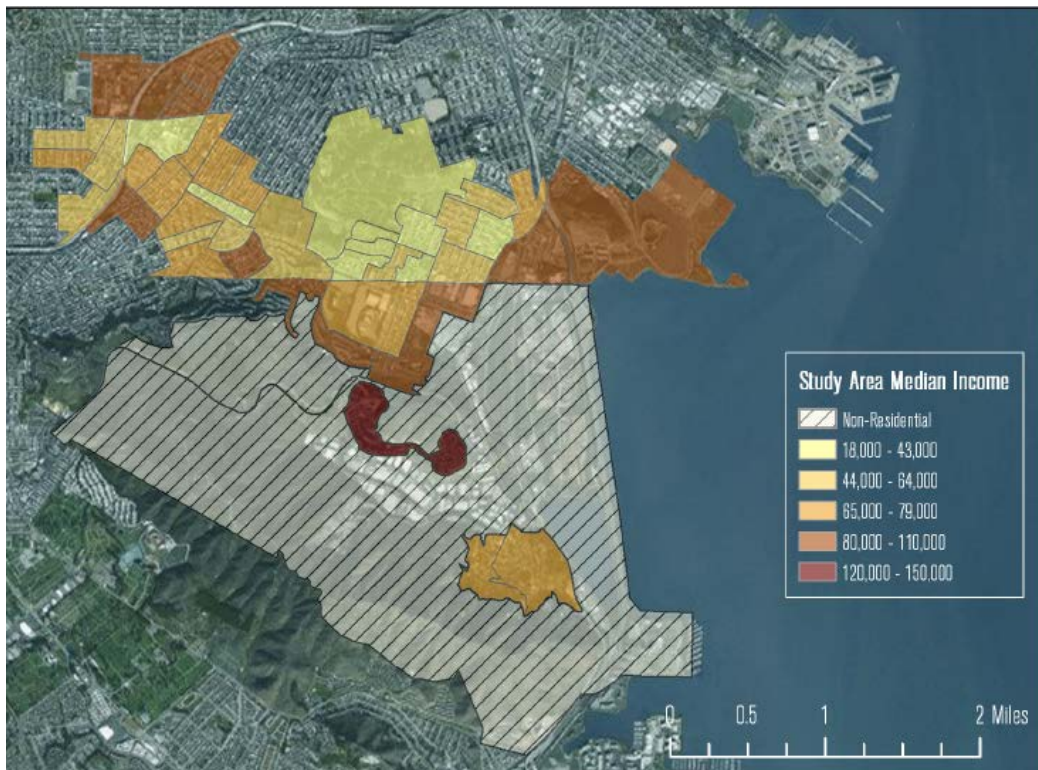 Study Area Median Income
Non-Residential
18,000 - 43,000
44,000 - 64,000
65,000 - 79,000
80,000 - 110,000
120,000 - 150,000
0 0.5 1 2 Miles